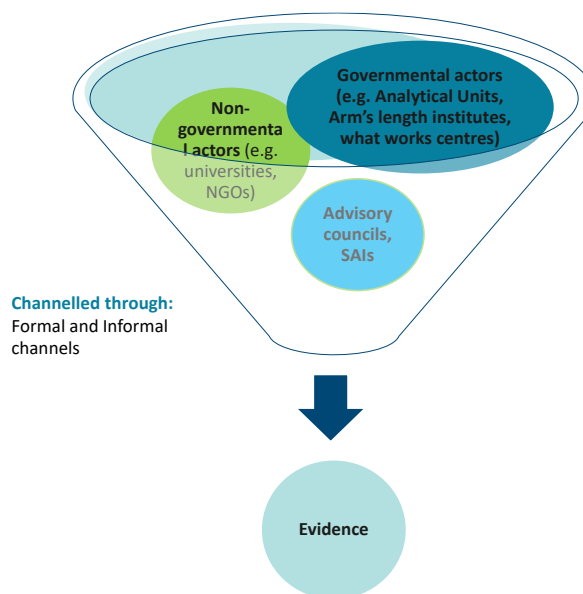 Governmental actors
(e.g. Analytical Units,
Arm's length institutes,
what works centres)
Non-
governmenta
l actors (e.g.
universities,
NGOs)
Advisory
councils,
SAIs
Channelled through:
Formal and Informal
channels
Evidence